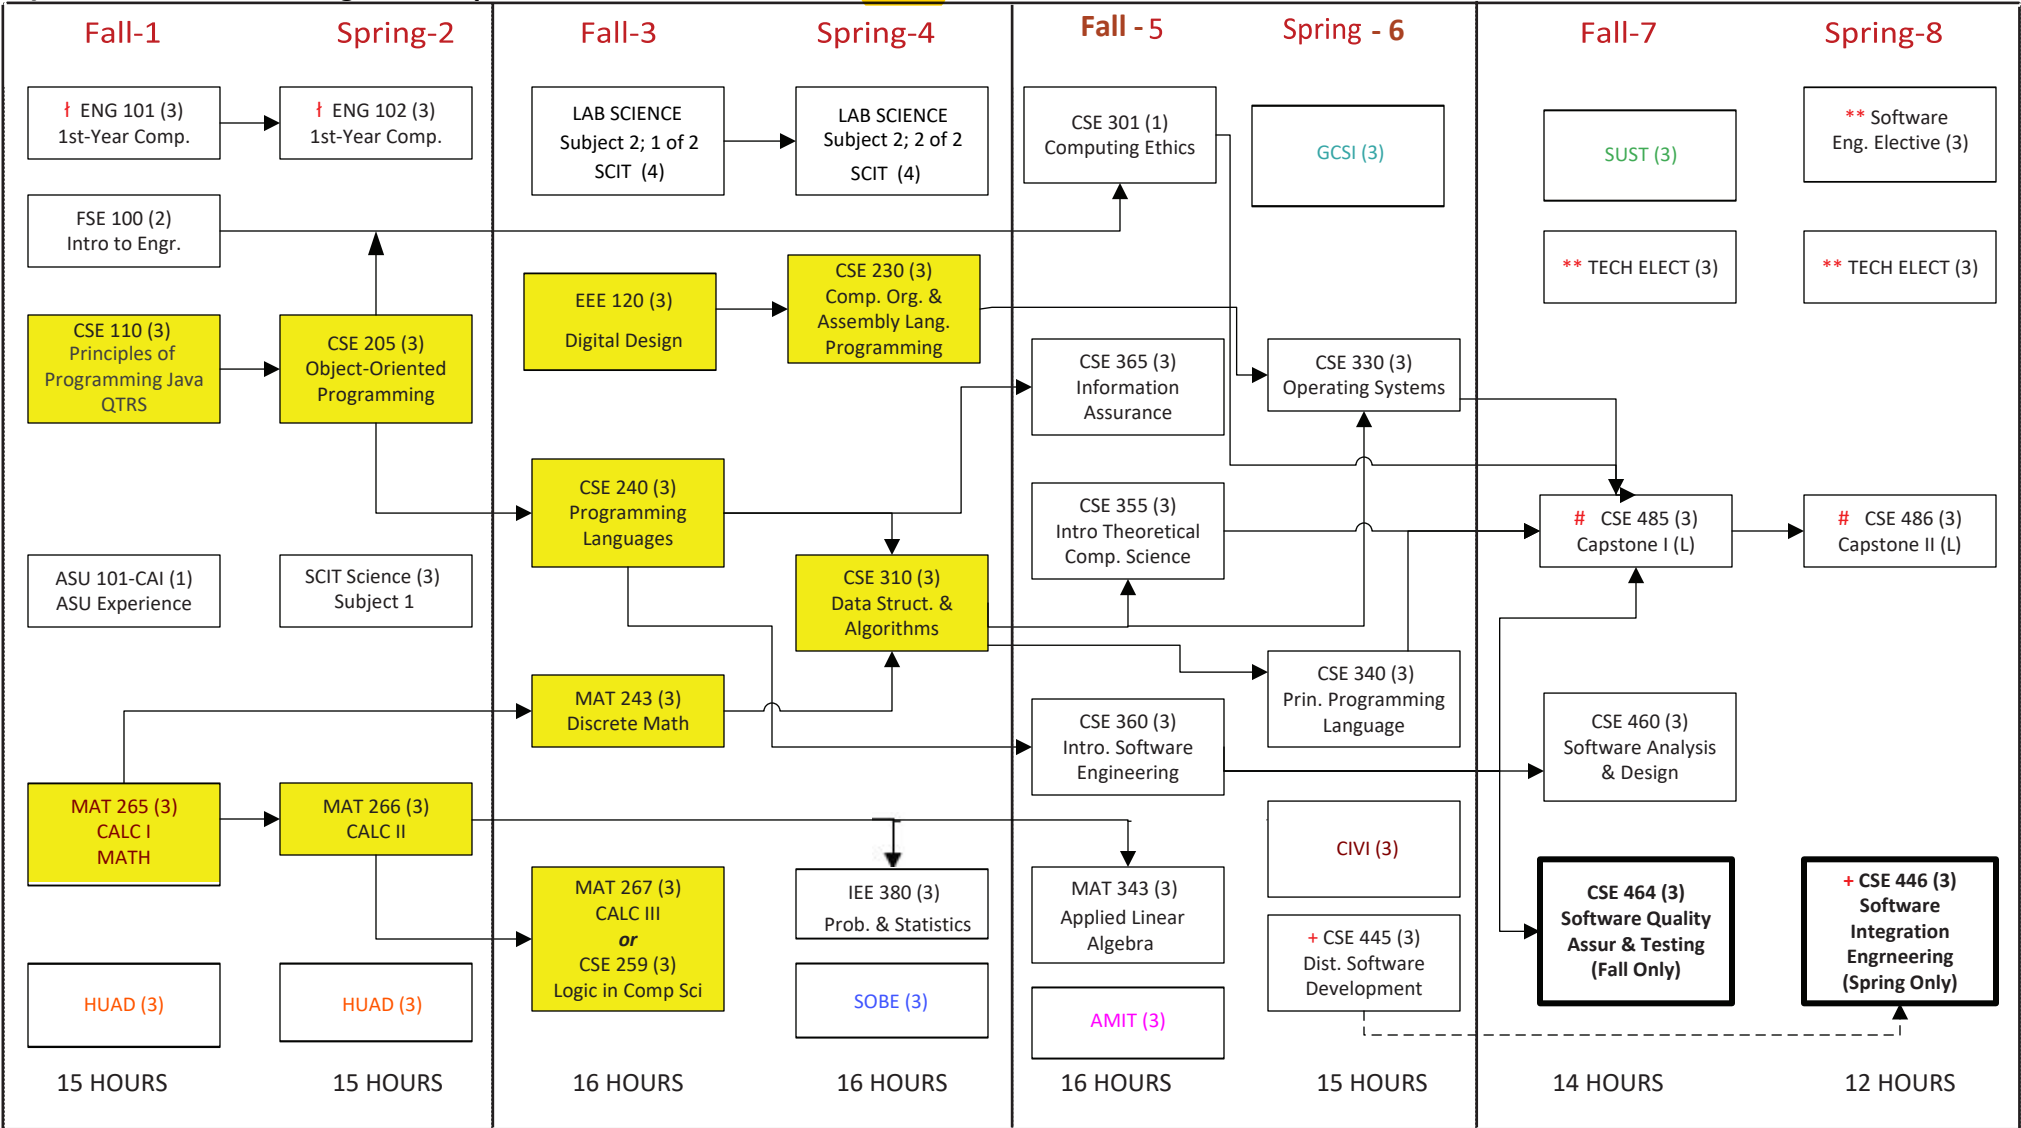 Fall-1
Spring-2
Fall-3
Spring-4
Fall - 5
Spring - 6
Fall-7
Spring-8
ł ENG 101 (3)
1st-Year Comp.
FSE 100 (2)
Intro to Engr.
CSE 110 (3)
Principles of
Programming Java
QTRS
ASU 101-CAI (1)
ASU Experience
MAT 265 (3)
CALC I
MATH
HUAD (3)
15 HOURS
ł ENG 102 (3)
1st-Year Comp.
CSE 205 (3)
Object-Oriented
Programming
SCIT Science (3)
Subject 1
MAT 266 (3)
CALC II
HUAD (3)
15 HOURS
LAB SCIENCE
Subject 2; 1 of 2
SCIT (4)
EEE 120 (3)
Digital Design
CSE 240 (3)
Programming
Languages
MAT 243 (3)
Discrete Math
MAT 267 (3)
CALC III
or
CSE 259 (3)
Logic in Comp Sci
16 HOURS
LAB SCIENCE
Subject 2; 2 of 2
SCIT (4)
CSE 230 (3)
Comp. Org. &
Assembly Lang.
Programming
CSE 310 (3)
Data Struct. &
Algorithms
IEE 380 (3)
Prob. & Statistics
SOBE (3)
16 HOURS
CSE 301 (1)
Computing Ethics
CSE 365 (3)
Information
Assurance
CSE 355 (3)
Intro Theoretical
Comp. Science
CSE 360 (3)
Intro. Software
Engineering
MAT 343 (3)
Applied Linear
Algebra
AMIT (3)
16 HOURS
GCSI (3)
CSE 330 (3)
Operating Systems
CSE 340 (3)
Prin. Programming
Language
CIVI (3)
+ CSE 445 (3)
Dist. Software
Development
15 HOURS
SUST (3)
** TECH ELECT (3)
# CSE 485 (3)
Capstone I (L)
CSE 460 (3)
Software Analysis
& Design
CSE 464 (3)
Software Quality
Assur & Testing
(Fall Only)
14 HOURS
** Software
Eng. Elective (3)
** TECH ELECT (3)
# CSE 486 (3)
Capstone II (L)
+ CSE 446 (3)
Software
Integration
Engrneering
(Spring Only)
12 HOURS